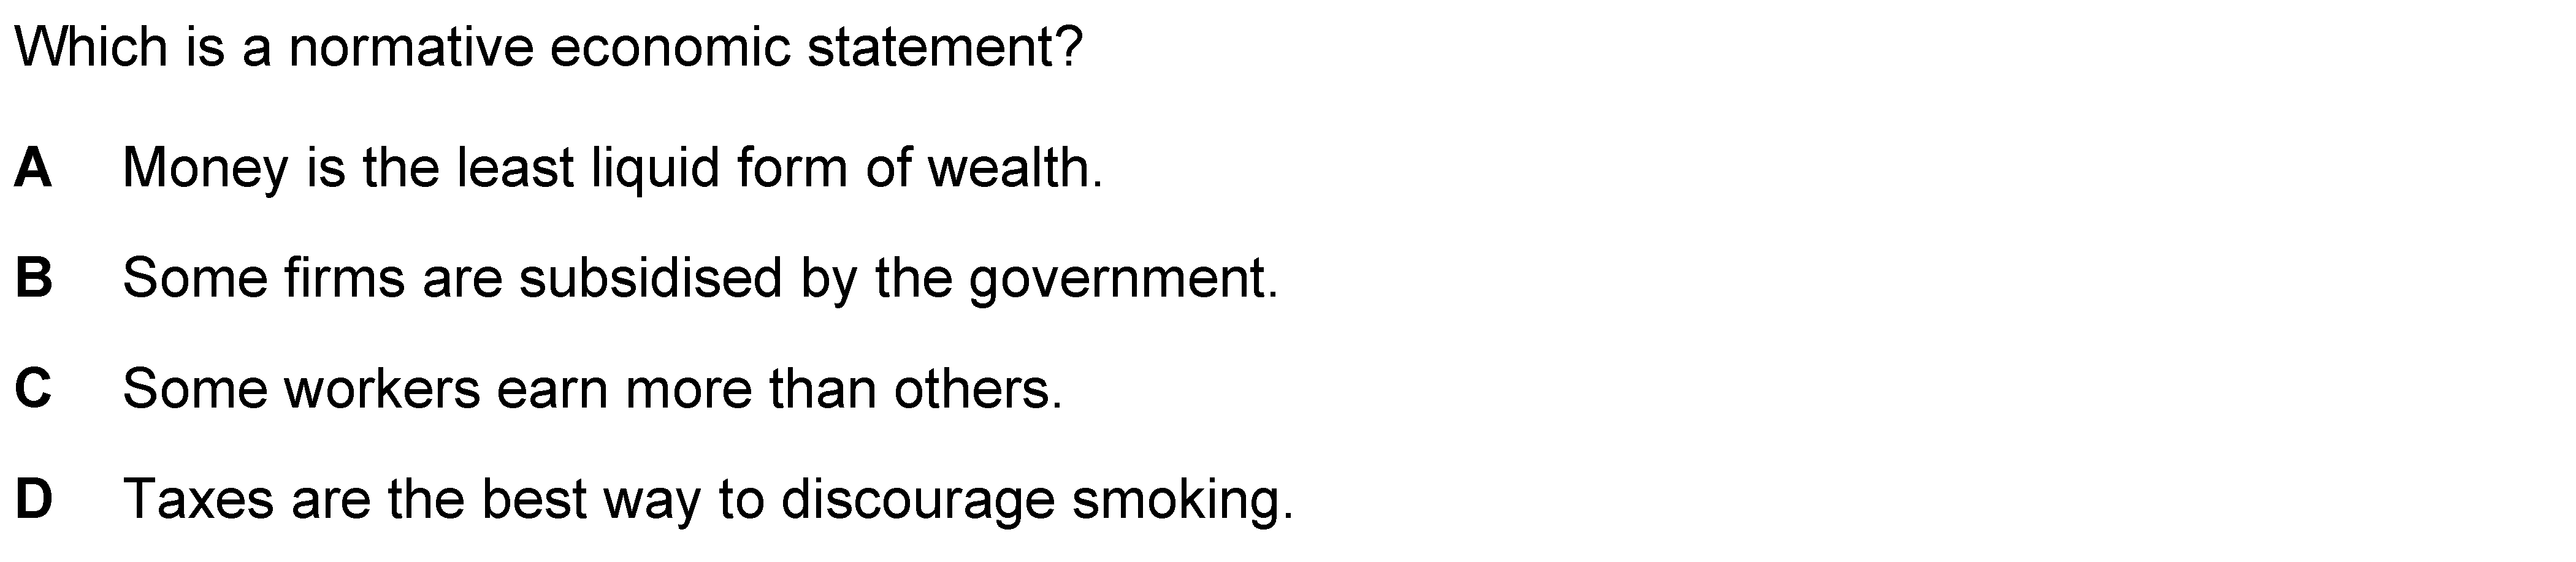 Which is a normative economic statement?
A Money is the least liquid form of wealth.
B Some firms are subsidised by the government.
C Some workers earn more than others.
D Taxes are the best way to discourage smoking.